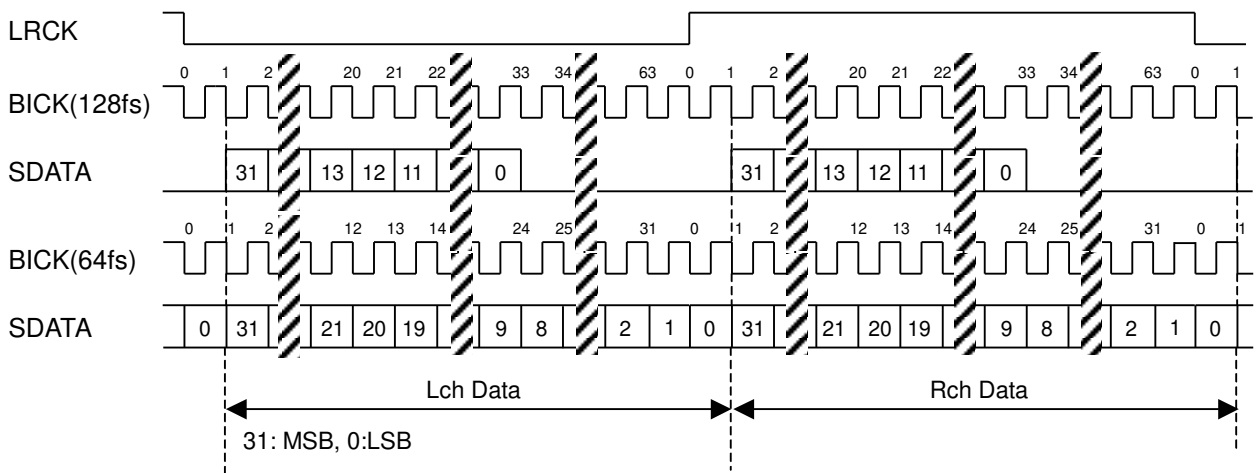 LRCK
0 1 2 20 21 22 33 34 63 0 1 2 20 21 22 33 34 63 0 1
BICK(128fs)
SDATA 31 13 12 11 0 31 13 12 11 0
0 1 2 12 13 14 24 25 31 0 1 2 12 13 14 24 25 31 0 1
BICK(64fs)
SDATA 0 31 21 20 19 9 8 2 1 0 31 21 20 19 9 8 2 1 0
Lch Data Rch Data
31: MSB, 0:LSB